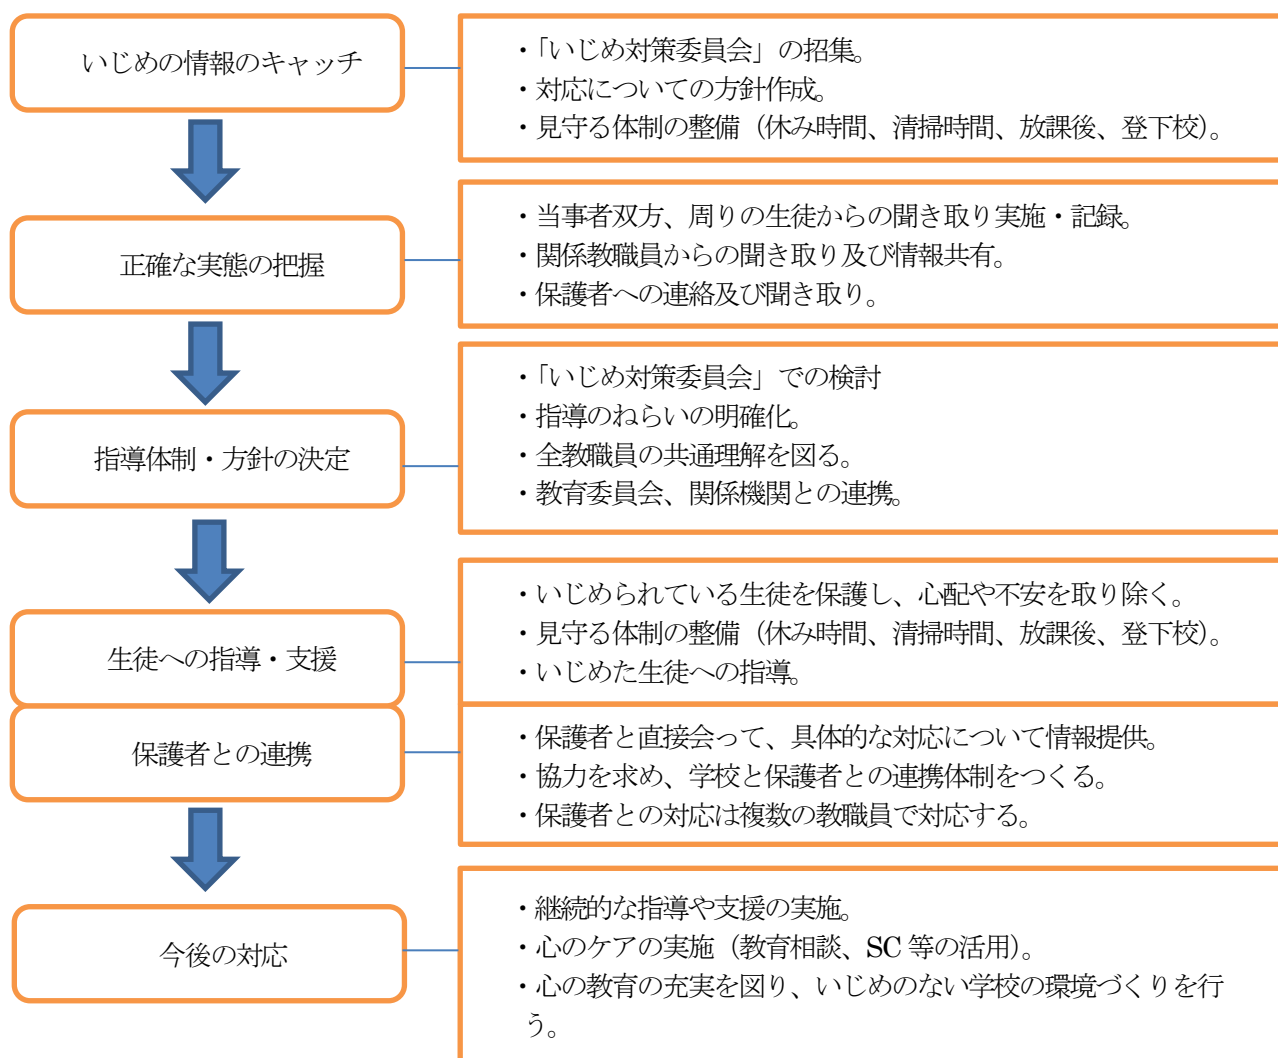 いじめの情報のキャッチ
・「いじめ対策委員会」の招集。
・対応についての方針作成。
・見守る体制の整備（休み時間、清掃時間、放課後、登下校）。
正確な実態の把握
・当事者双方、周りの生徒からの聞き取り実施・記録。
・関係教職員からの聞き取り及び情報共有。
・保護者への連絡及び聞き取り。
指導体制・方針の決定
・「いじめ対策委員会」での検討
・指導のねらいの明確化。
・全教職員の共通理解を図る。
・教育委員会、関係機関との連携。
生徒への指導・支援
・いじめられている生徒を保護し、心配や不安を取り除く。
・見守る体制の整備（休み時間、清掃時間、放課後、登下校）。
・いじめた生徒への指導。
保護者との連携
・保護者と直接会って、具体的な対応について情報提供。
・協力を求め、学校と保護者との連携体制をつくる。
・保護者との対応は複数の教職員で対応する。
今後の対応
・継続的な指導や支援の実施。
・心のケアの実施（教育相談、SC 等の活用）。
・心の教育の充実を図り、いじめのない学校の環境づくりを行
う。